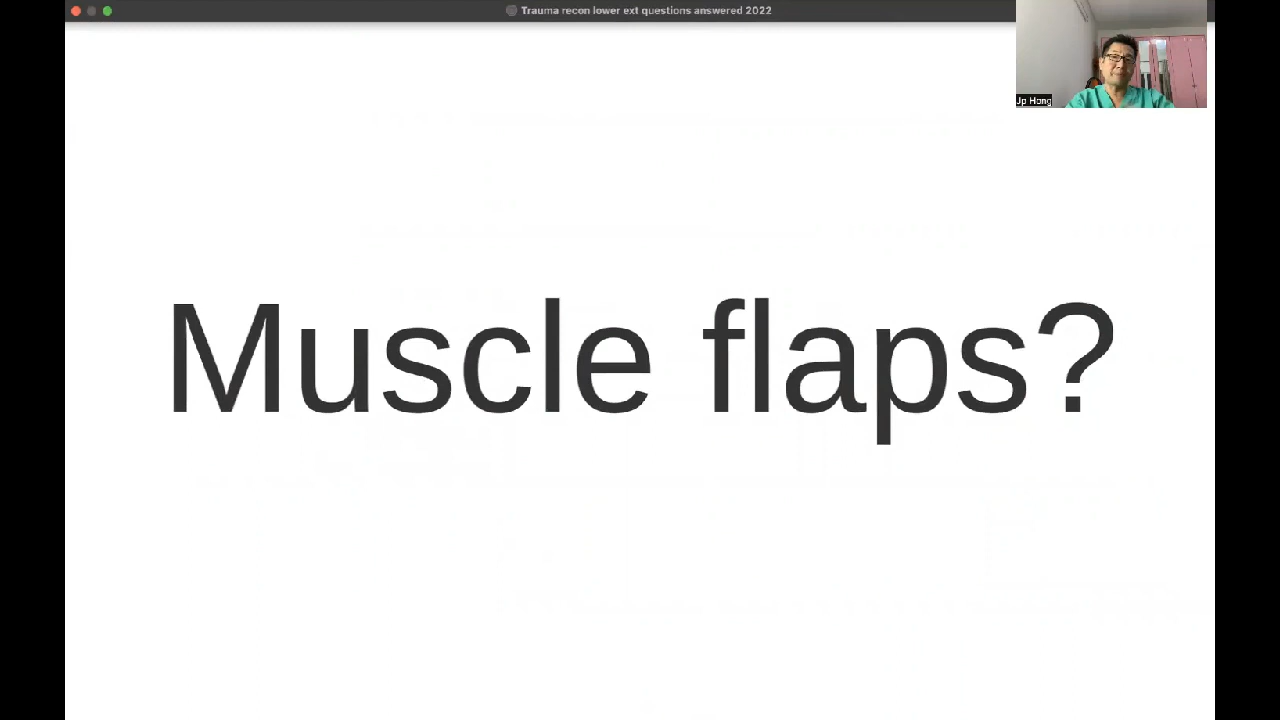 Trauma recon lower ext questions answered 2022
Jp Hong
Muscle flaps?